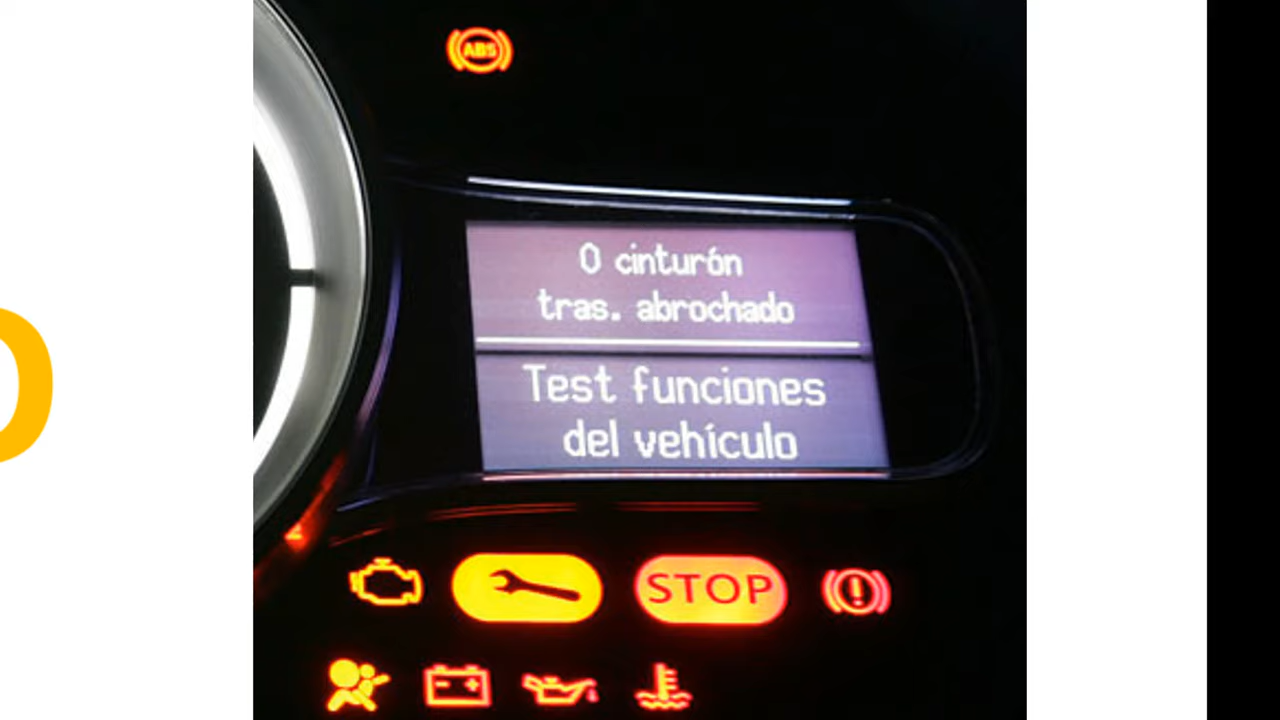 ABS
0 cinturón
tras. abrochado
Test funciones
del vehículo
STOP